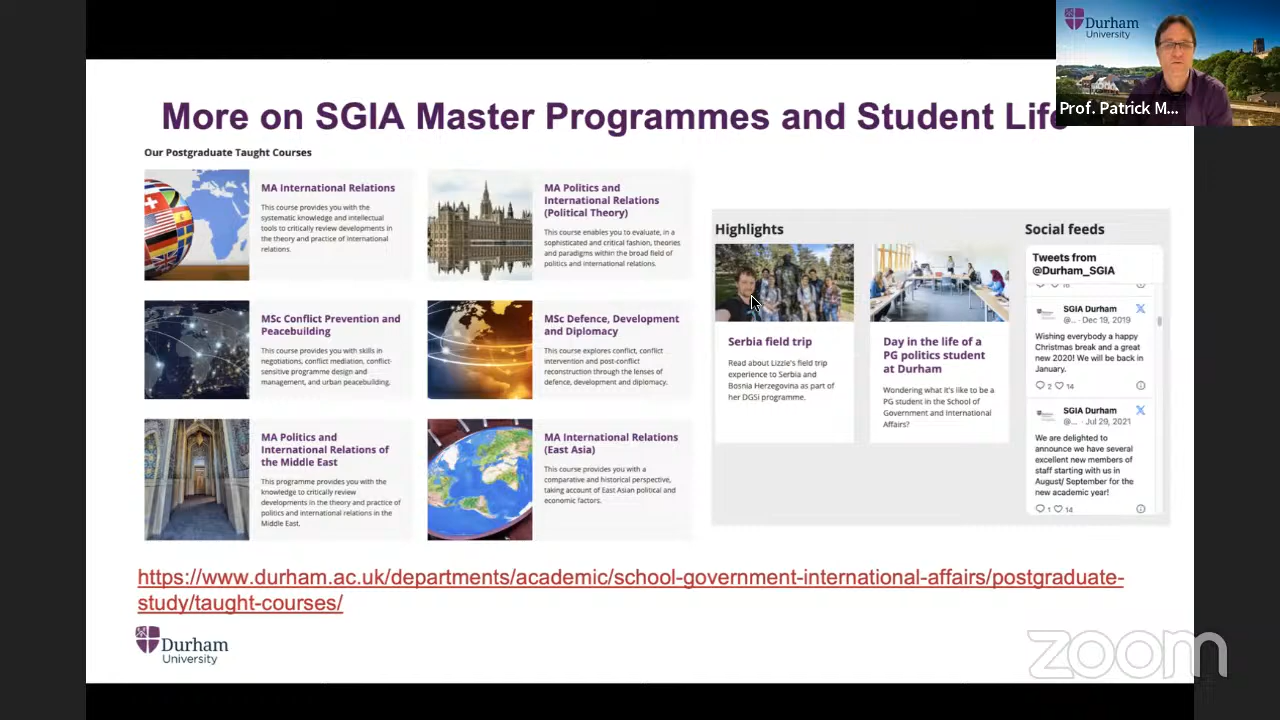 Durham
University
Prof. Patrick M...
More on SGIA Master Programmes and Student Life
Our Postgraduate Taught Courses
MA International Relations
This course provides you with the
systematic knowledge and intellectual
tools to critically review developments in
the theory and practice of international
relations.
MA Politics and
International Relations
(Political Theory)
This course enables you to evaluate, in a
sophisticated and critical fashion, theories
and paradigms within the broad field of
politics and international relations.
MSc Conflict Prevention and
Peacebuilding
This course provides you with skills in
negotiations, conflict mediation, conflict-
sensitive programme design and
management, and urban peacebuilding.
MSc Defence, Development
and Diplomacy
This course explores conflict, conflict
intervention and post-conflict
reconstruction through the lenses of
defence, development and diplomacy.
MA Politics and
International Relations of
the Middle East
This programme provides you with the
knowledge to critically review
developments in the theory and practice of
politics and international relations in the
Middle East.
MA International Relations
(East Asia)
This course provides you with a
comparative and historical perspective,
taking account of East Asian political and
economic factors.
Highlights
Serbia field trip
Read about Lizzie's field trip
experience to Serbia and
Bosnia Herzegovina as part of
her DGSi programme.
Day in the life of a
PG politics student
at Durham
Wondering what it's like to be a
PG student in the School of
Government and International
Affairs?
Social feeds
Tweets from
@Durham_SGIA
SGIA Durham
@... · Dec 19, 2019
Wishing everybody a happy
Christmas break and a great
new 2020! We will be back in
January.
2 14
SGIA Durham
@... · Jul 29, 2021
We are delighted to
announce we have several
excellent new members of
staff starting with us in
August/ September for the
new academic year!
1 14
https://www.durham.ac.uk/departments/academic/school-government-international-affairs/postgraduate-
study/taught-courses/
Durham
University
zoom